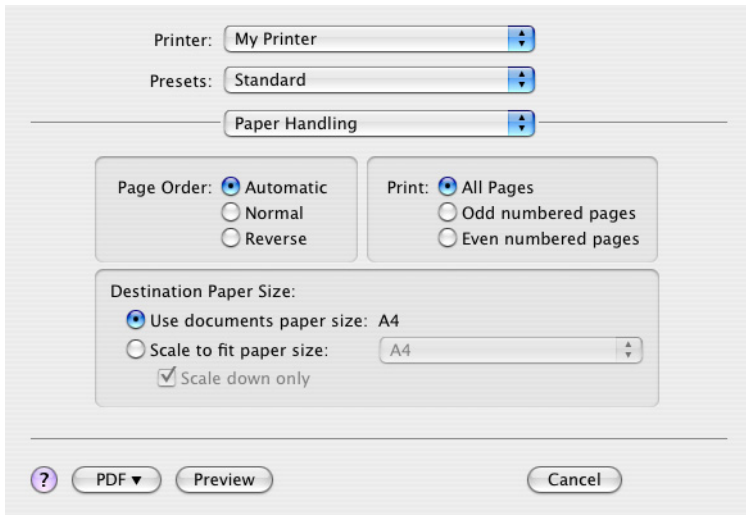 Printer: My Printer
Presets: Standard
Paper Handling
Page Order: Automatic
Normal
Reverse
Print: All Pages
Odd numbered pages
Even numbered pages
Destination Paper Size:
Use documents paper size: A4
Scale to fit paper size: A4
Scale down only
? PDF ▼ Preview Cancel